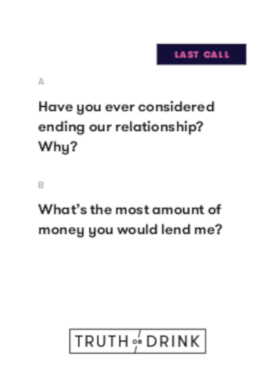 LAST CALL
A
Have you ever considered
ending our relationship?
Why?
B
What's the most amount of
money you would lend me?
TRUTH OR DRINK